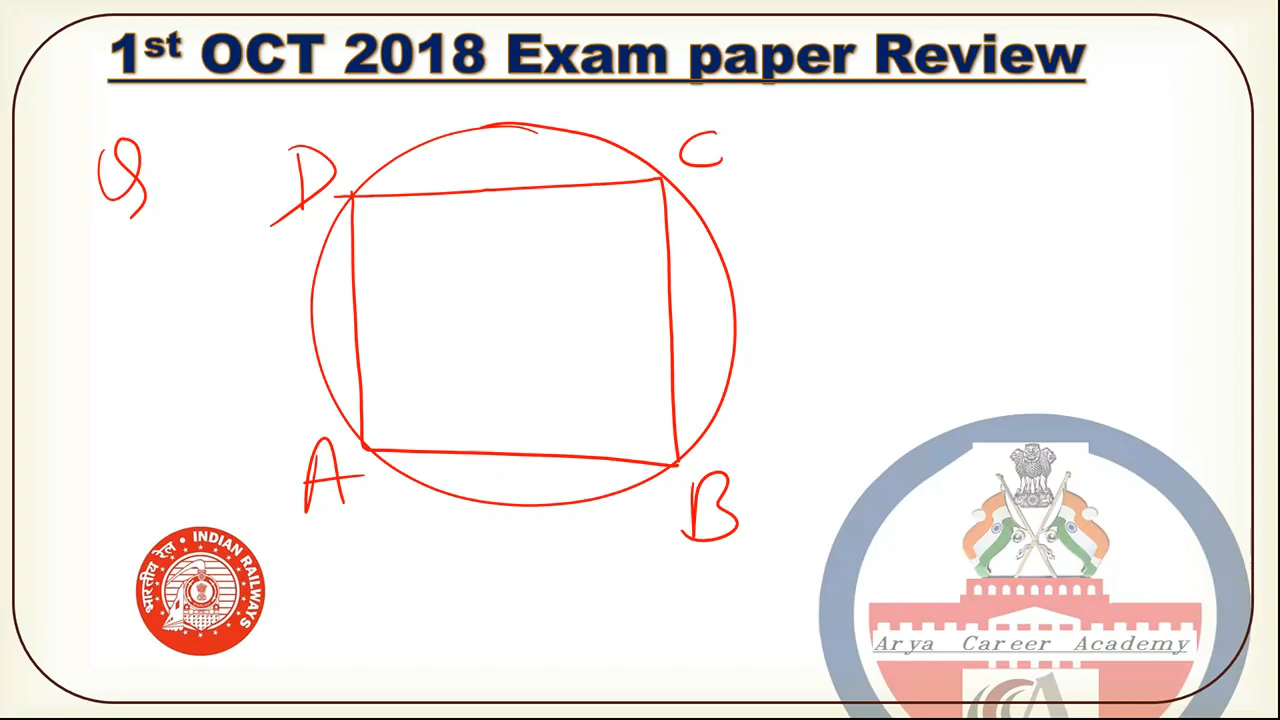 1st OCT 2018 Exam paper Review
Q
D
C
A
B
भारतीय रेल • INDIAN RAILWAYS
Arya Career Academy